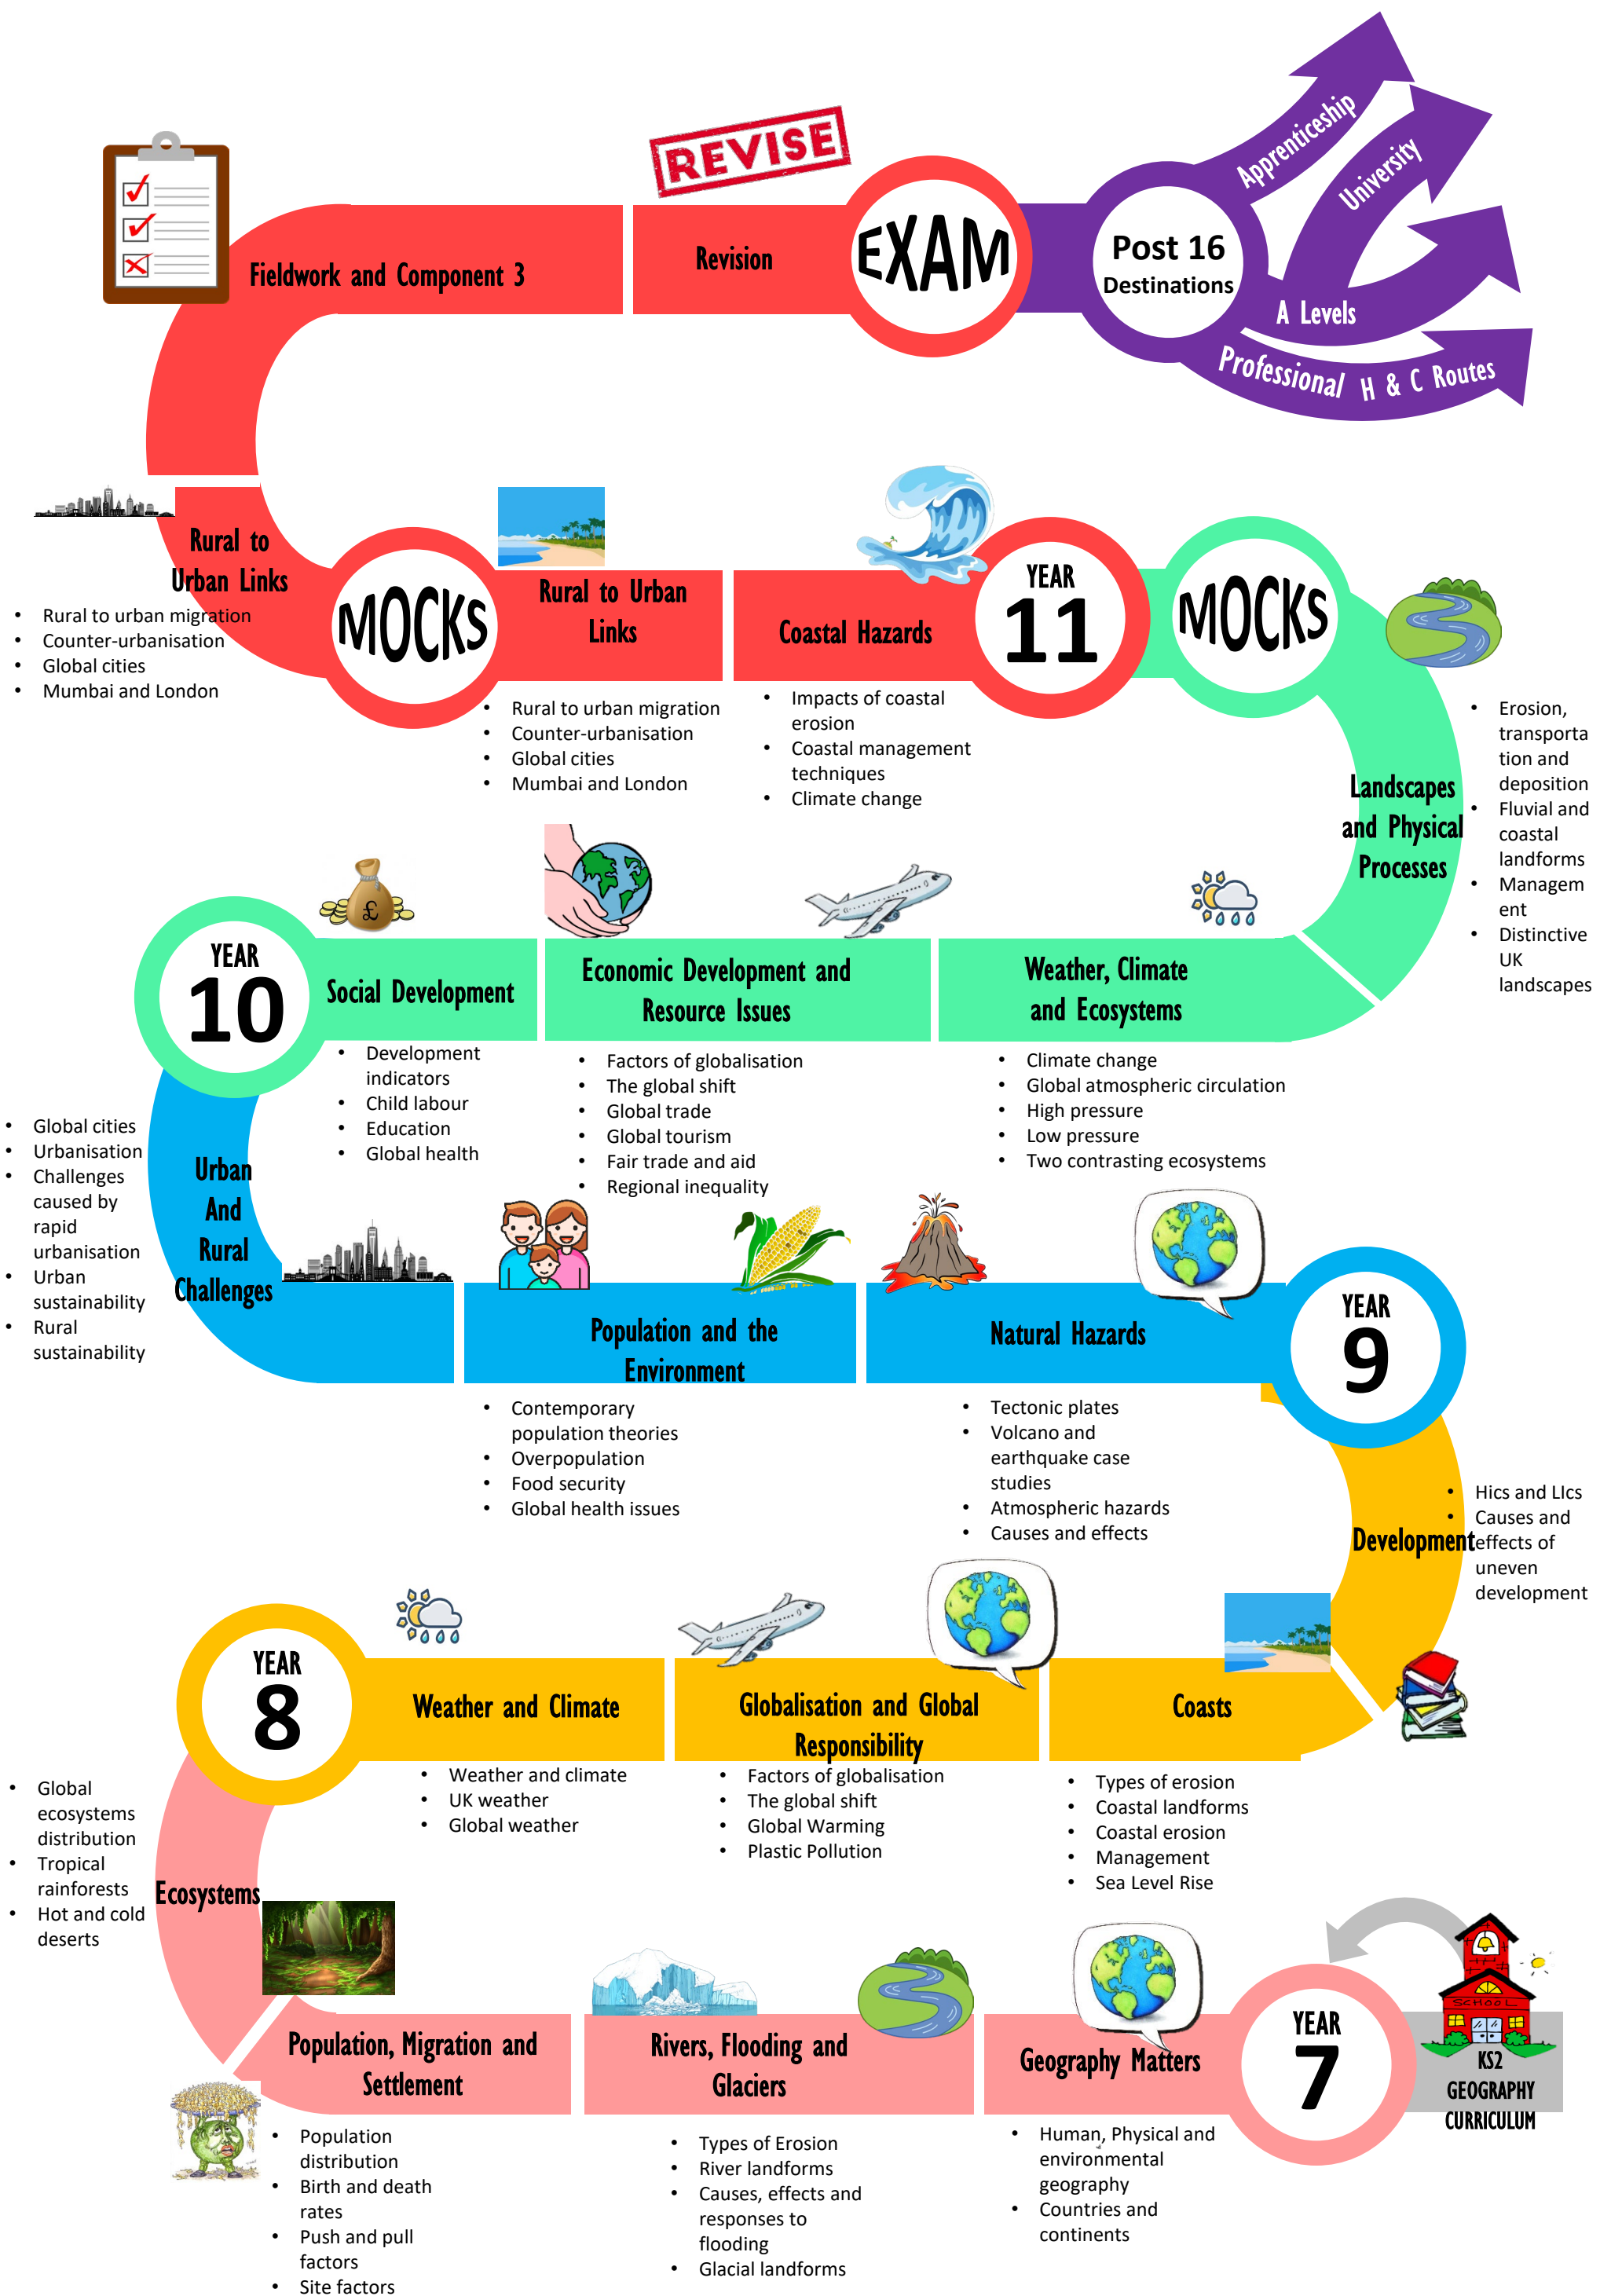 REVISE
Apprenticeship
University
Fieldwork and Component 3
Revision
EXAM
Post 16
Destinations
A Levels
Professional H & C Routes
Rural to
Urban Links
• Rural to urban migration
• Counter-urbanisation
• Global cities
• Mumbai and London
MOCKS
Rural to Urban
Links
• Rural to urban migration
• Counter-urbanisation
• Global cities
• Mumbai and London
Coastal Hazards
• Impacts of coastal
erosion
• Coastal management
techniques
• Climate change
YEAR
11
MOCKS
Landscapes
and Physical
Processes
• Erosion,
transporta
tion and
deposition
• Fluvial and
coastal
landforms
• Managem
ent
• Distinctive
UK
landscapes
YEAR
10
£
Social Development
• Development
indicators
• Child labour
• Education
• Global health
Economic Development and
Resource Issues
• Factors of globalisation
• The global shift
• Global trade
• Global tourism
• Fair trade and aid
• Regional inequality
Weather, Climate
and Ecosystems
• Climate change
• Global atmospheric circulation
• High pressure
• Low pressure
• Two contrasting ecosystems
• Global cities
• Urbanisation
• Challenges
caused by
rapid
urbanisation
• Urban
sustainability
• Rural
sustainability
Urban
And
Rural
Challenges
Population and the
Environment
• Contemporary
population theories
• Overpopulation
• Food security
• Global health issues
Natural Hazards
• Tectonic plates
• Volcano and
earthquake case
studies
• Atmospheric hazards
• Causes and effects
YEAR
9
Development
• Hics and LIcs
• Causes and
effects of
uneven
development
YEAR
8
Weather and Climate
• Weather and climate
• UK weather
• Global weather
Globalisation and Global
Responsibility
• Factors of globalisation
• The global shift
• Global Warming
• Plastic Pollution
Coasts
• Types of erosion
• Coastal landforms
• Coastal erosion
• Management
• Sea Level Rise
• Global
ecosystems
distribution
• Tropical
rainforests
• Hot and cold
deserts
Ecosystems
Population, Migration and
Settlement
• Population
distribution
• Birth and death
rates
• Push and pull
factors
• Site factors
Rivers, Flooding and
Glaciers
• Types of Erosion
• River landforms
• Causes, effects and
responses to
flooding
• Glacial landforms
Geography Matters
• Human, Physical and
environmental
geography
• Countries and
continents
YEAR
7
SCHOOL
KS2
GEOGRAPHY
CURRICULUM